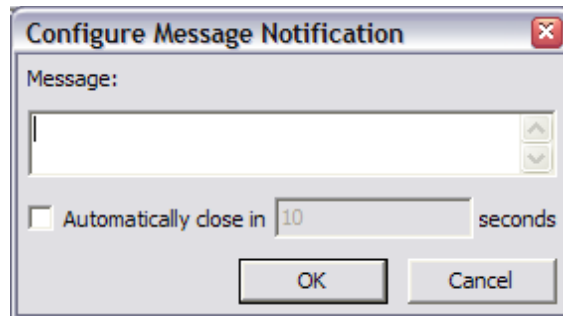 Configure Message Notification
Message:
Automatically close in 10 seconds
OK Cancel